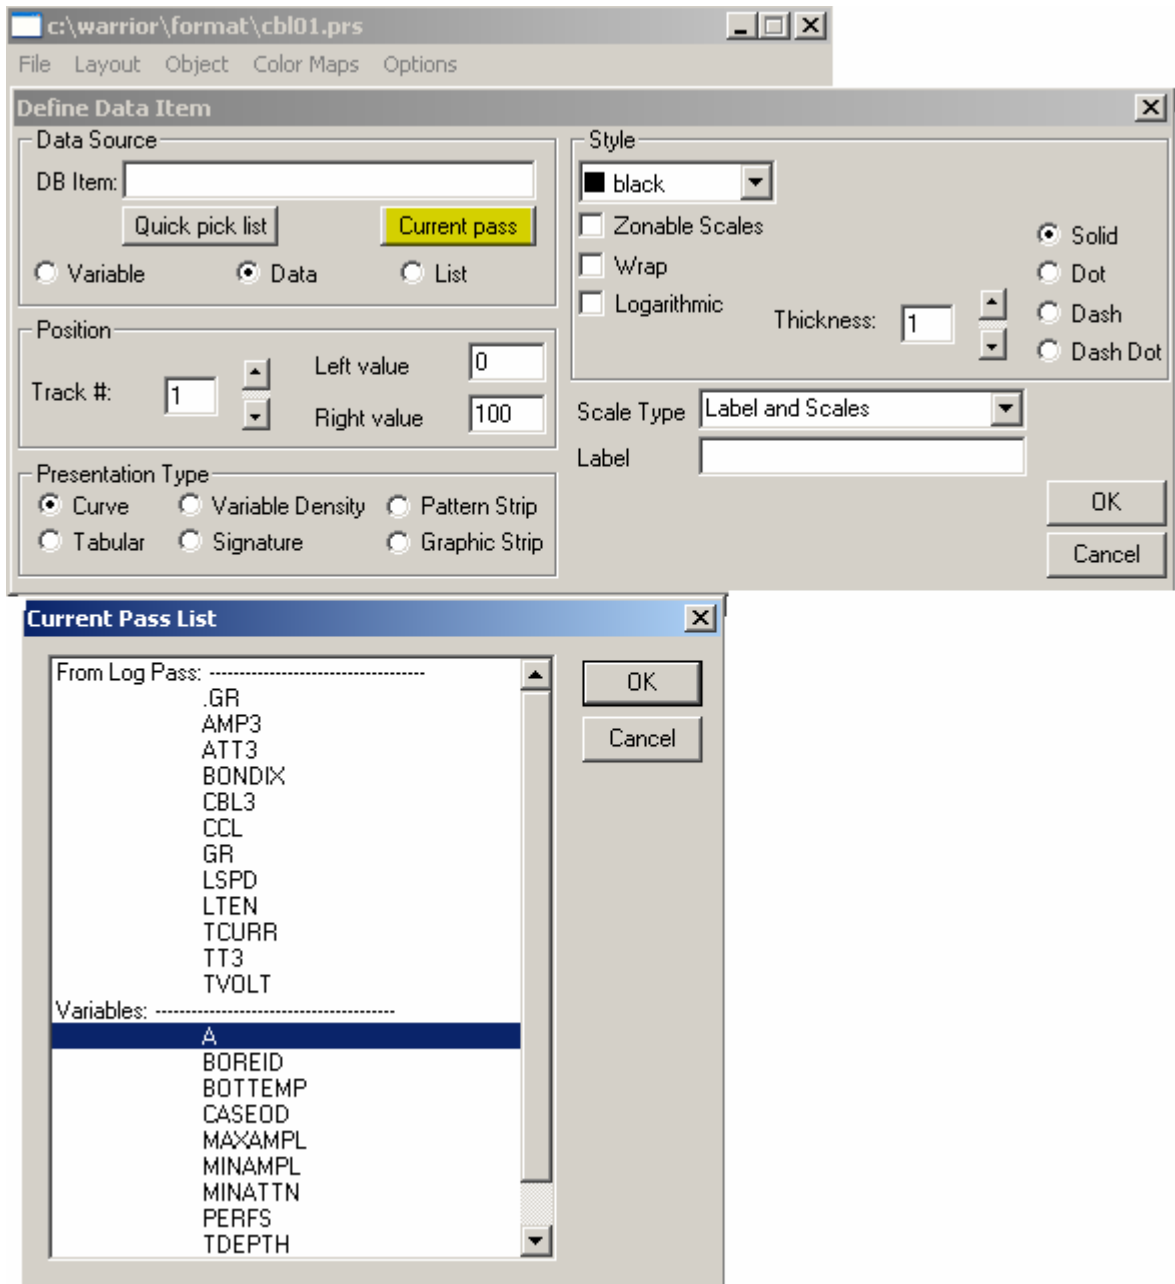 c:\warrior\format\cbl01.prs
File Layout Object Color Maps Options
Define Data Item
Data Source
DB Item:
Quick pick list Current pass
Variable Data List
Position
Track #: 1
Left value 0
Right value 100
Presentation Type
Curve Variable Density Pattern Strip
Tabular Signature Graphic Strip
Style
black
Zonable Scales
Wrap
Logarithmic
Thickness: 1
Solid
Dot
Dash
Dash Dot
Scale Type Label and Scales
Label
OK
Cancel
Current Pass List
From Log Pass: ------------------------------------
.GR
AMP3
ATT3
BONDIX
CBL3
CCL
GR
LSPD
LTEN
TCURR
TT3
TVOLT
Variables: ----------------------------------------
A
BOREID
BOTTEMP
CASEOD
MAXAMPL
MINAMPL
MINATTN
PERFS
TDEPTH
OK
Cancel